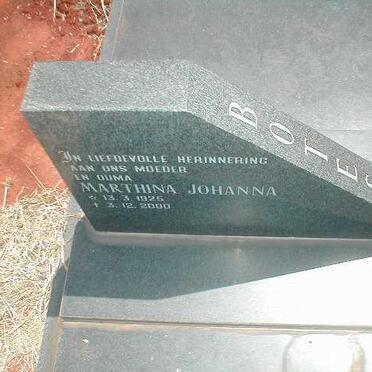 BOTES
In LIEFDEVOLLE HERINNERING
AAN ONS MOEDER
EN OUMA
MARTHINA JOHANNA
☆ 13.3.1925
† 3.12.2000